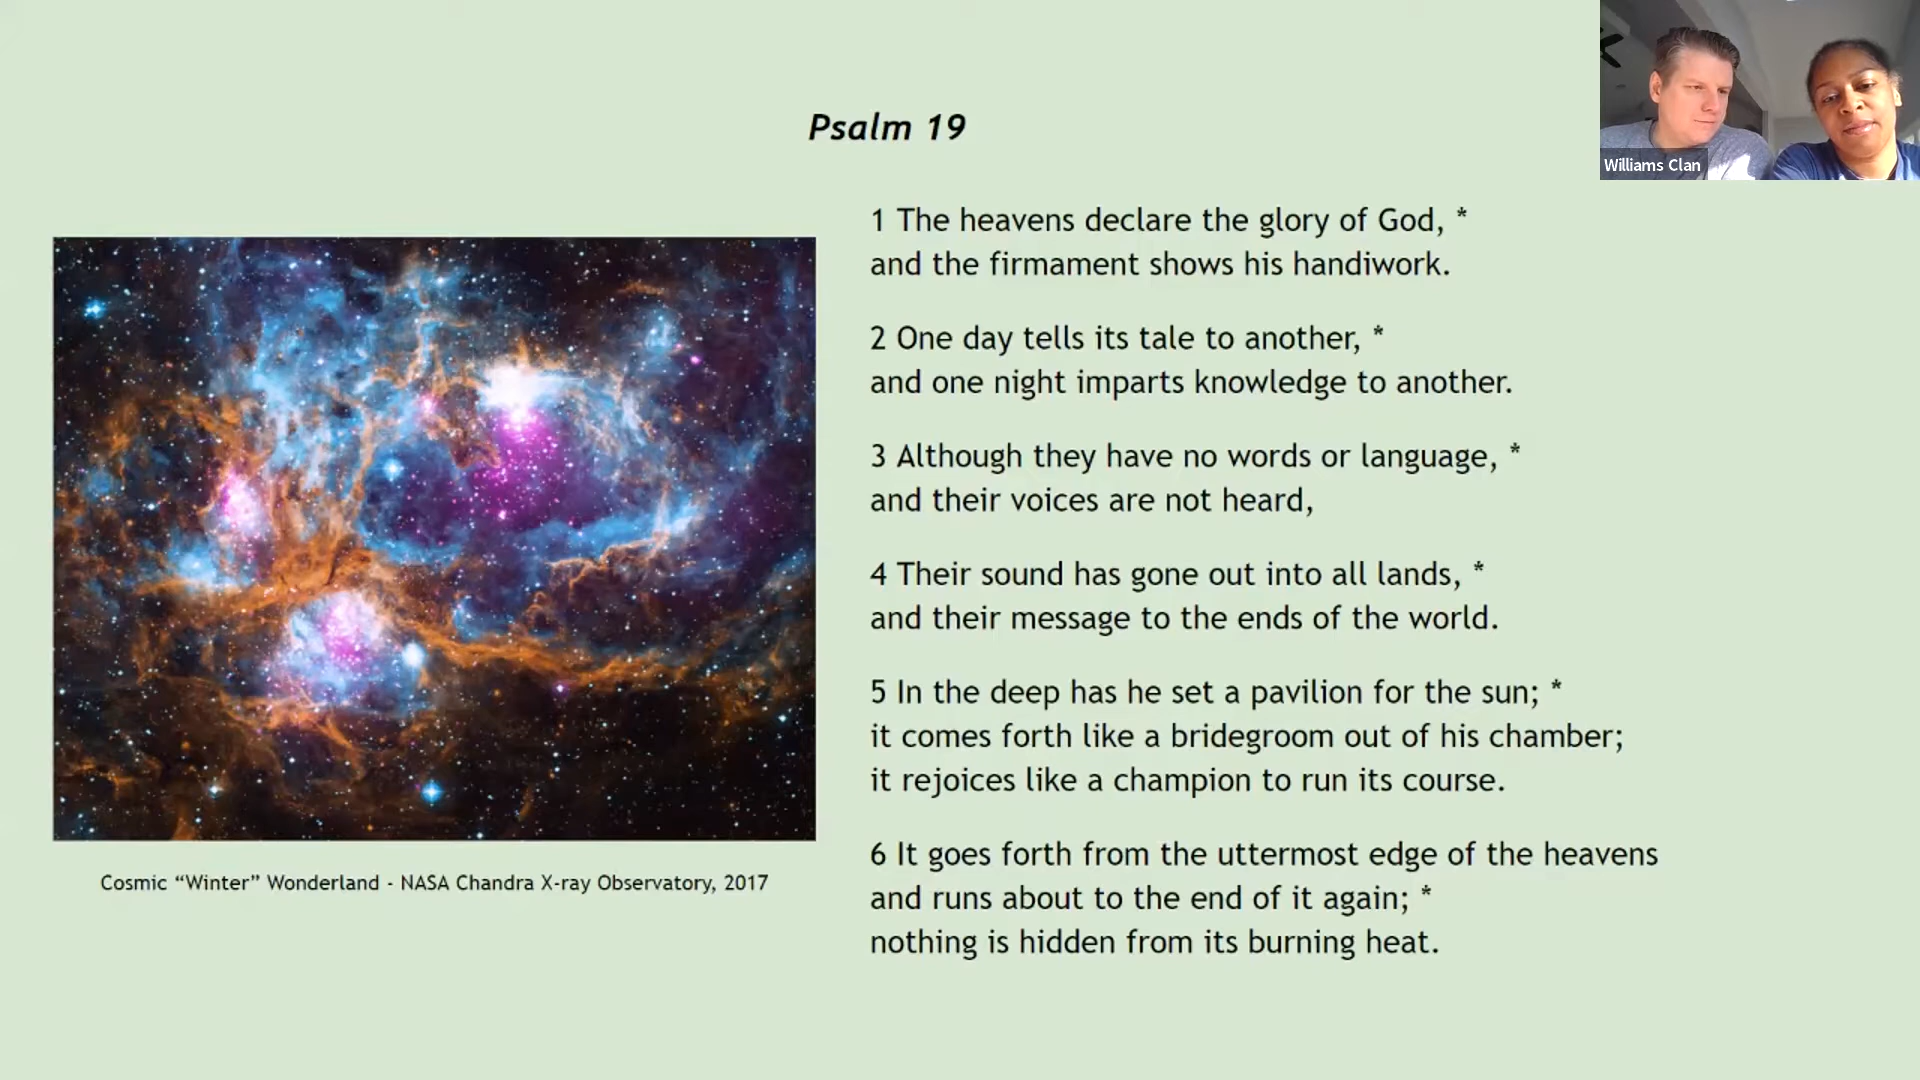 Psalm 19
Williams Clan
1 The heavens declare the glory of God, *
and the firmament shows his handiwork.
2 One day tells its tale to another, *
and one night imparts knowledge to another.
3 Although they have no words or language, *
and their voices are not heard,
4 Their sound has gone out into all lands, *
and their message to the ends of the world.
5 In the deep has he set a pavilion for the sun; *
it comes forth like a bridegroom out of his chamber;
it rejoices like a champion to run its course.
6 It goes forth from the uttermost edge of the heavens
and runs about to the end of it again; *
nothing is hidden from its burning heat.
Cosmic “Winter” Wonderland - NASA Chandra X-ray Observatory, 2017